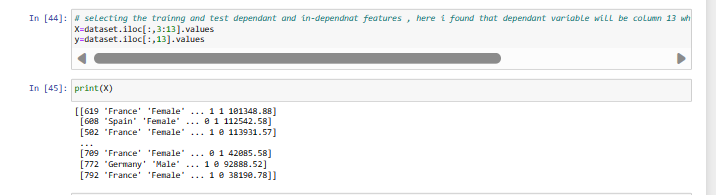 In [44]: # selecting the trainng and test dependant and in-dependnat features , here i found that dependant variable will be column 13 wh
X=dataset.iloc[:,3:13].values
y=dataset.iloc[:,13].values
In [45]: print(X)
[[619 'France' 'Female' ... 1 1 101348.88]
[608 'Spain' 'Female' ... 0 1 112542.58]
[502 'France' 'Female' ... 1 0 113931.57]
...
[709 'France' 'Female' ... 0 1 42085.58]
[772 'Germany' 'Male' ... 1 0 92888.52]
[792 'France' 'Female' ... 1 0 38190.78]]